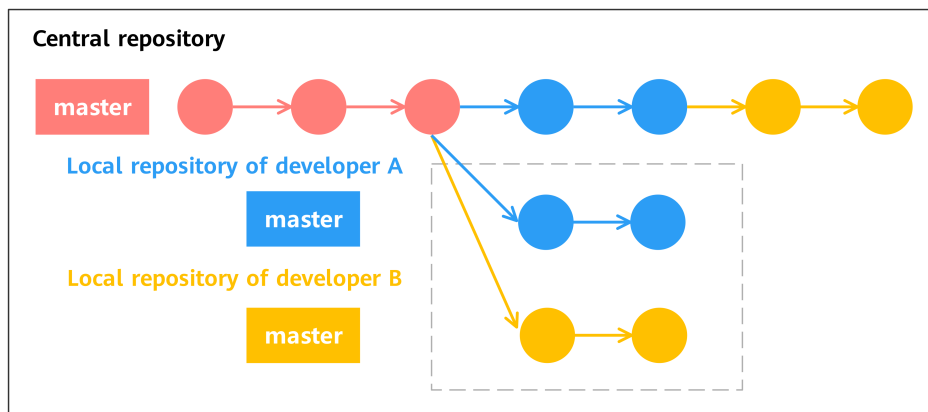 Central repository
master
Local repository of developer A
master
Local repository of developer B
master